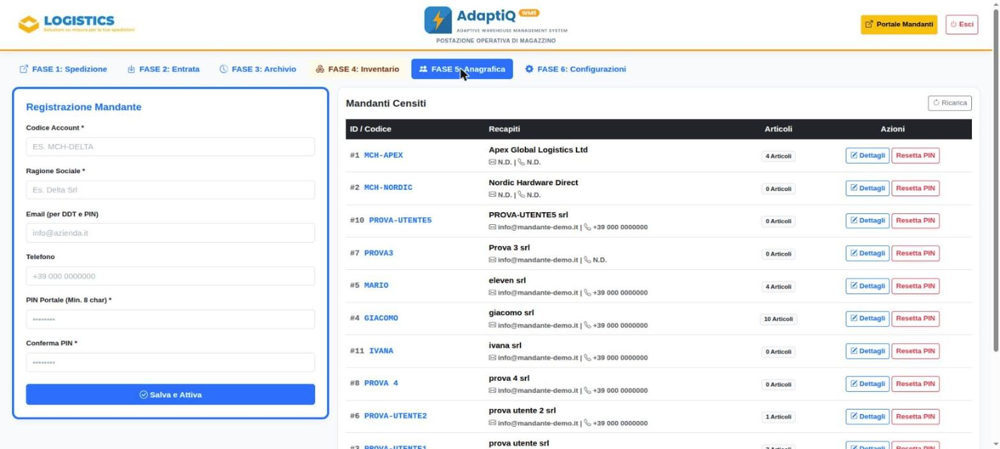 LOGISTICS
Soluzioni su misura per le tue spedizioni
AdaptiQ WMS
ADAPTIVE WAREHOUSE MANAGEMENT SYSTEM
POSTAZIONE OPERATIVA DI MAGAZZINO
Portale Mandanti
Esci
FASE 1: Spedizione
FASE 2: Entrata
FASE 3: Archivio
FASE 4: Inventario
FASE 5: Anagrafica
FASE 6: Configurazioni
Registrazione Mandante
Codice Account *
ES. MCH-DELTA
Ragione Sociale *
Es. Delta Srl
Email (per DDT e PIN)
info@azienda.it
Telefono
+39 000 0000000
PIN Portale (Min. 8 char) *
••••••••
Conferma PIN *
••••••••
Salva e Attiva
Mandanti Censiti
Ricarica
ID / Codice Recapiti Articoli Azioni
#1 MCH-APEX Apex Global Logistics Ltd 4 Articoli Dettagli Resetta PIN
N.D. | N.D.
#2 MCH-NORDIC Nordic Hardware Direct 0 Articoli Dettagli Resetta PIN
N.D. | N.D.
#10 PROVA-UTENTE5 PROVA-UTENTE5 srl 0 Articoli Dettagli Resetta PIN
info@mandante-demo.it | +39 000 0000000
#7 PROVA3 Prova 3 srl 0 Articoli Dettagli Resetta PIN
info@mandante-demo.it | N.D.
#5 MARIO eleven srl 4 Articoli Dettagli Resetta PIN
info@mandante-demo.it | +39 000 0000000
#4 GIACOMO giacomo srl 10 Articoli Dettagli Resetta PIN
info@mandante-demo.it | +39 000 0000000
#11 IVANA ivana srl 0 Articoli Dettagli Resetta PIN
info@mandante-demo.it | +39 000 0000000
#8 PROVA 4 prova 4 srl 0 Articoli Dettagli Resetta PIN
info@mandante-demo.it | +39 000 0000000
#6 PROVA-UTENTE2 prova utente 2 srl 1 Articoli Dettagli Resetta PIN
info@mandante-demo.it | +39 000 0000000
#3 PROVA-UTENTE1 prova utente srl Articoli Dettagli Resetta PIN